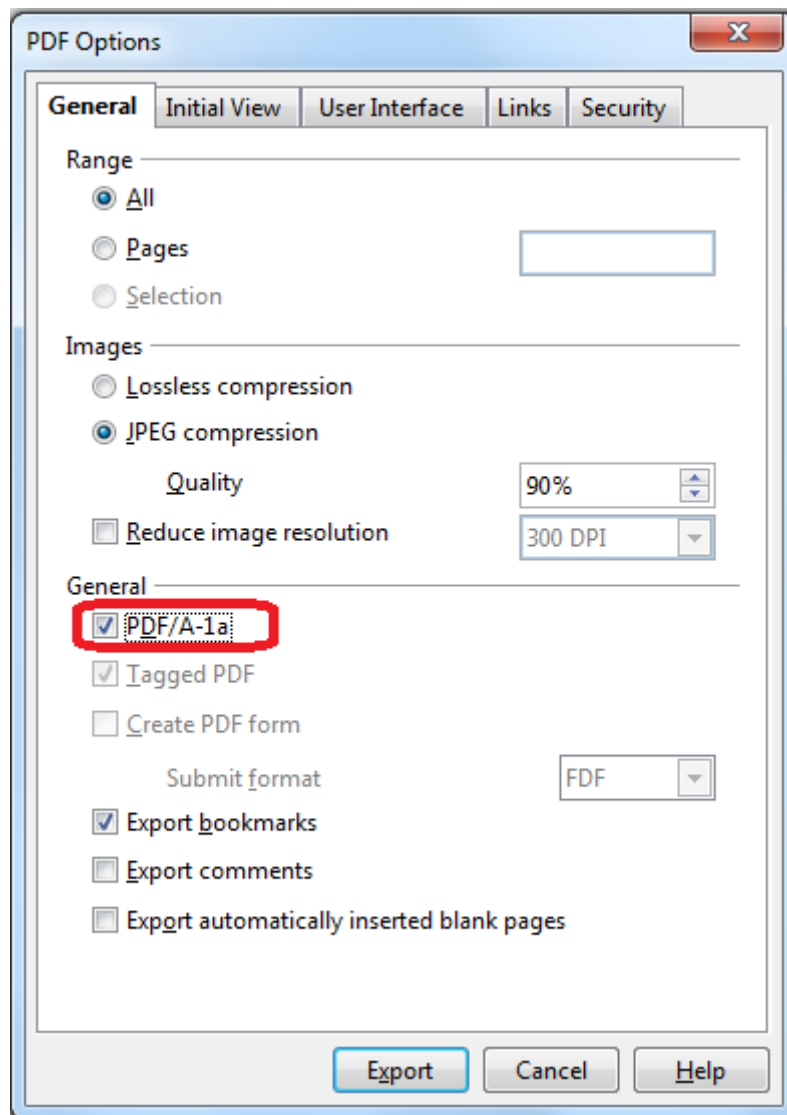 PDF Options
General Initial View User Interface Links Security
Range
All
Pages
Selection
Images
Lossless compression
JPEG compression
Quality 90%
Reduce image resolution 300 DPI
General
PDF/A-1a
Tagged PDF
Create PDF form
Submit format FDF
Export bookmarks
Export comments
Export automatically inserted blank pages
Export Cancel Help